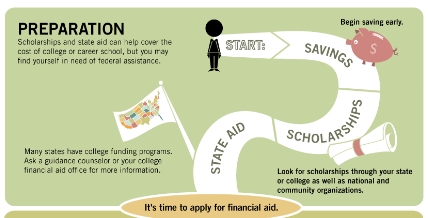 PREPARATION
Scholarships and state aid can help cover the
cost of college or career school, but you may
find yourself in need of federal assistance.
START:
SAVINGS
S
Begin saving early.
SCHOLARSHIPS
Look for scholarships through your state
or college as well as national and
community organizations.
STATE AID
Many states have college funding programs.
Ask a guidance counselor or your college
financial aid office for more information.
It's time to apply for financial aid.